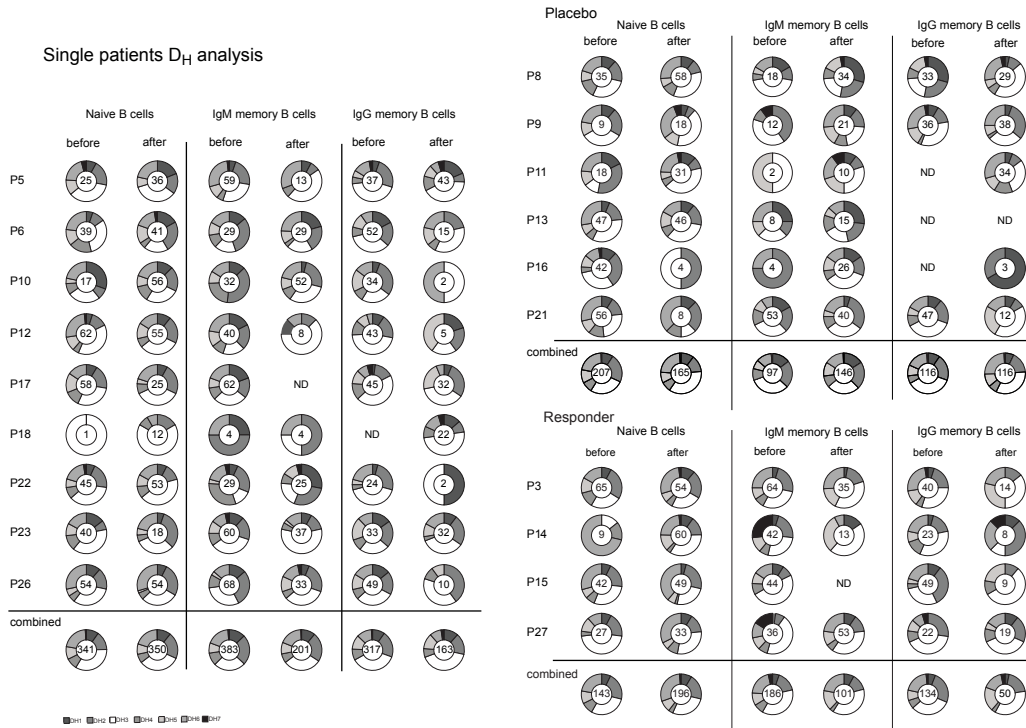 Single patients DH analysis
Naive B cells IgM memory B cells IgG memory B cells
before after before after before after
P5 25 36 59 13 37 43
P6 39 41 29 29 52 15
P10 17 56 32 52 34 2
P12 62 55 40 8 43 5
P17 58 25 62 ND 45 32
P18 1 12 4 4 ND 22
P22 45 53 29 25 24 2
P23 40 18 60 37 33 32
P26 54 54 68 33 49 10
combined
341 350 383 201 317 163
DH1 DH2 DH3 DH4 DH5 DH6 DH7
Placebo
Naive B cells IgM memory B cells IgG memory B cells
before after before after before after
P8 35 58 18 34 33 29
P9 9 18 12 21 36 38
P11 18 31 2 10 ND 34
P13 47 46 8 15 ND ND
P16 42 4 4 26 ND 3
P21 56 8 53 40 47 12
combined
207 165 97 146 116 116
Responder
Naive B cells IgM memory B cells IgG memory B cells
before after before after before after
P3 65 54 64 35 40 14
P14 9 60 42 13 23 8
P15 42 49 44 ND 49 9
P27 27 33 36 53 22 19
combined
143 196 186 101 134 50